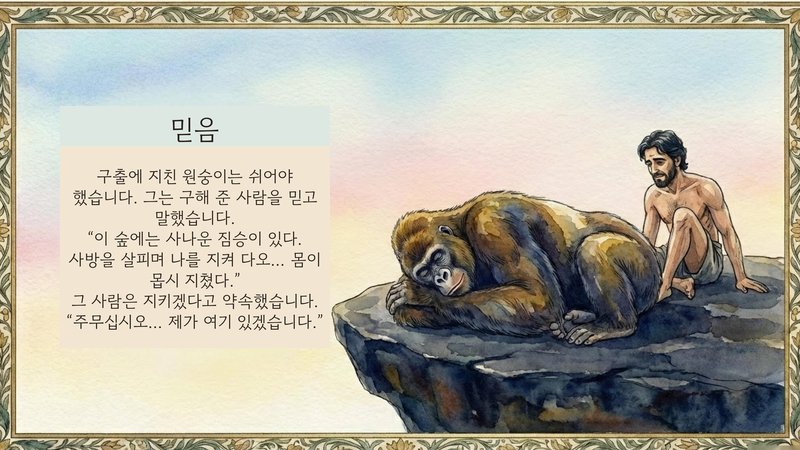 믿음
구출에 지친 원숭이는 쉬어야
했습니다. 그는 구해 준 사람을 믿고
말했습니다.
“이 숲에는 사나운 짐승이 있다.
사방을 살피며 나를 지켜 다오... 몸이
몹시 지쳤다.”
그 사람은 지키겠다고 약속했습니다.
“주무십시오... 제가 여기 있겠습니다.”